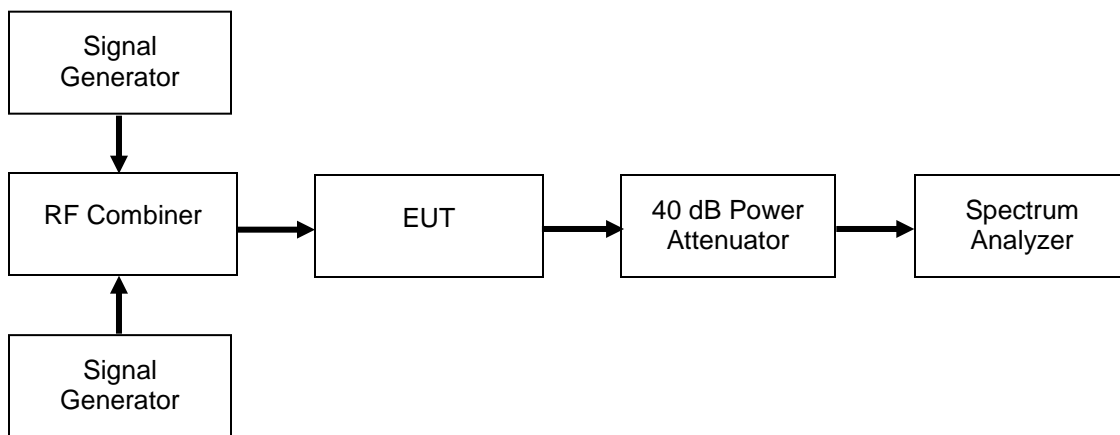 Signal
Generator
RF Combiner
EUT
40 dB Power
Attenuator
Spectrum
Analyzer
Signal
Generator